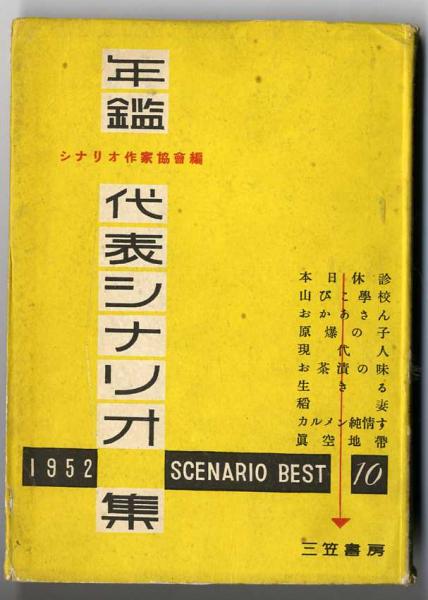 年鑑
代表シナリオ集
シナリオ作家協會編
本日休診
山びこ學校
おかあさん
原爆の子
現代人
お茶漬の味
生きる
稲妻
カルメン純情す
眞空地帶
1952 SCENARIO BEST 10
三笠書房